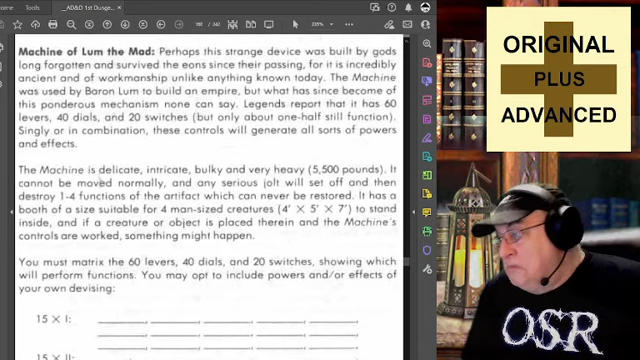 Tools
__AD&D 1st Dunge...
Machine of Lum the Mad: Perhaps this strange device was built by gods
long forgotten and survived the eons since their passing, for it is incredibly
ancient and of workmanship unlike anything known today. The Machine
was used by Baron Lum to build an empire, but what has since become of
this ponderous mechanism none can say. Legends report that it has 60
levers, 40 dials, and 20 switches (but only about one-half still function).
Singly or in combination, these controls will generate all sorts of powers
and effects.
The Machine is delicate, intricate, bulky and very heavy (5,500 pounds). It
cannot be moved normally, and any serious jolt will set off and then
destroy 1-4 functions of the artifact which can never be restored. It has a
booth of a size suitable for 4 man-sized creatures (4' × 5' × 7') to stand
inside, and if a creature or object is placed therein and the Machine's
controls are worked, something might happen.
You must matrix the 60 levers, 40 dials, and 20 switches, showing which
will perform functions. You may opt to include powers and/or effects of
your own devising:
15 × I:
15 × II:
ORIGINAL
PLUS
ADVANCED
OSR